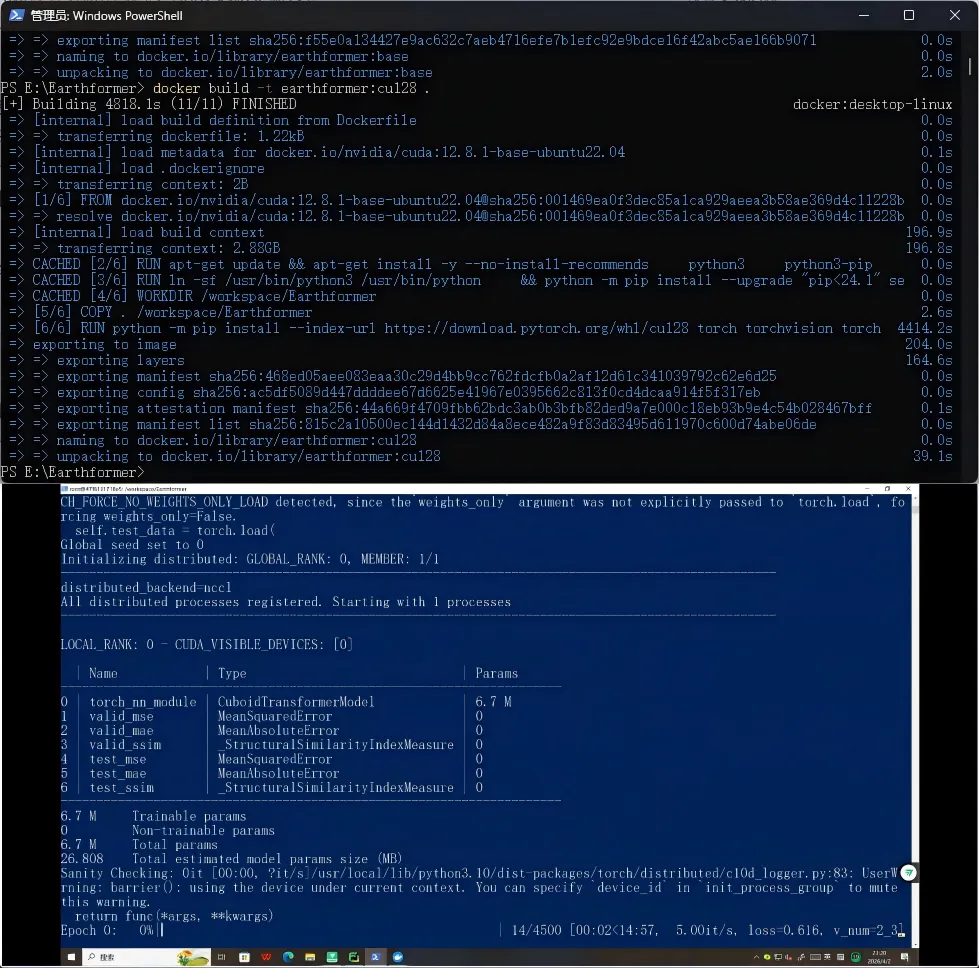 管理员: Windows PowerShell
=> => exporting manifest list sha256:f55e0a134427e9ac632c7aeb4716efe7b1efc92e9bdce16f42abc5ae166b9071 0.0s
=> => naming to docker.io/library/earthformer:base 0.0s
=> => unpacking to docker.io/library/earthformer:base 2.0s
PS E:\Earthformer> docker build -t earthformer:cu128 .
[+] Building 4818.1s (11/11) FINISHED docker:desktop-linux
=> [internal] load build definition from Dockerfile 0.0s
=> => transferring dockerfile: 1.22kB 0.0s
=> [internal] load metadata for docker.io/nvidia/cuda:12.8.1-base-ubuntu22.04 0.1s
=> [internal] load .dockerignore 0.0s
=> => transferring context: 2B 0.0s
=> [1/6] FROM docker.io/nvidia/cuda:12.8.1-base-ubuntu22.04@sha256:001469ea0f3dec85a1ca929aeea3b58ae369d4c11228b 0.0s
=> => resolve docker.io/nvidia/cuda:12.8.1-base-ubuntu22.04@sha256:001469ea0f3dec85a1ca929aeea3b58ae369d4c11228b 0.0s
=> [internal] load build context 196.9s
=> => transferring context: 2.88GB 196.8s
=> CACHED [2/6] RUN apt-get update && apt-get install -y --no-install-recommends python3 python3-pip 0.0s
=> CACHED [3/6] RUN ln -sf /usr/bin/python3 /usr/bin/python && python -m pip install --upgrade "pip<24.1" se 0.0s
=> CACHED [4/6] WORKDIR /workspace/Earthformer 0.0s
=> [5/6] COPY . /workspace/Earthformer 2.6s
=> [6/6] RUN python -m pip install --index-url https://download.pytorch.org/whl/cu128 torch torchvision torch 4414.2s
=> exporting to image 204.0s
=> => exporting layers 164.6s
=> => exporting manifest sha256:468ed05aee083eaa30c29d4bb9cc762fdcfb0a2af12d61c341039792c62e6d25 0.0s
=> => exporting config sha256:ac5df5089d447ddddee67d6625e41967e0395662c813f0cd4dcaa914f5f317eb 0.0s
=> => exporting attestation manifest sha256:44a669f4709fbb62bdc3ab0b3bfb82ded9a7e000c18eb93b9e4c54b028467bff 0.1s
=> => exporting manifest list sha256:815c2a10500ec144d1432d84a8ece482a9f83d83495d611970c600d74abe06de 0.0s
=> => naming to docker.io/library/earthformer:cu128 0.0s
=> => unpacking to docker.io/library/earthformer:cu128 39.1s
PS E:\Earthformer>
CH_FORCE_NO_WEIGHTS_ONLY_LOAD detected, since the`weights_only` argument was not explicitly passed to `torch.load`, fo
rcing weights_only=False.
self.test_data = torch.load(
Global seed set to 0
Initializing distributed: GLOBAL_RANK: 0, MEMBER: 1/1
distributed_backend=nccl
All distributed processes registered. Starting with 1 processes
LOCAL_RANK: 0 - CUDA_VISIBLE_DEVICES: [0]
| Name | Type | Params
0 | torch_nn_module | CuboidTransformerModel | 6.7 M
1 | valid_mse | MeanSquaredError | 0
2 | valid_mae | MeanAbsoluteError | 0
3 | valid_ssim | _StructuralSimilarityIndexMeasure | 0
4 | test_mse | MeanSquaredError | 0
5 | test_mae | MeanAbsoluteError | 0
6 | test_ssim | _StructuralSimilarityIndexMeasure | 0
6.7 M Trainable params
0 Non-trainable params
6.7 M Total params
26.808 Total estimated model params size (MB)
Sanity Checking: 0it [00:00, ?it/s]/usr/local/lib/python3.10/dist-packages/torch/distributed/c10d_logger.py:83: UserW
rning: barrier(): using the device under current context. You can specify `device_id` in `init_process_group` to mute
this warning.
return func(*args, **kwargs)
Epoch 0: 0%| | 14/4500 [00:02<14:57, 5.00it/s, loss=0.616, v_num=2_3]
搜索
英
21:20
2026/4/2